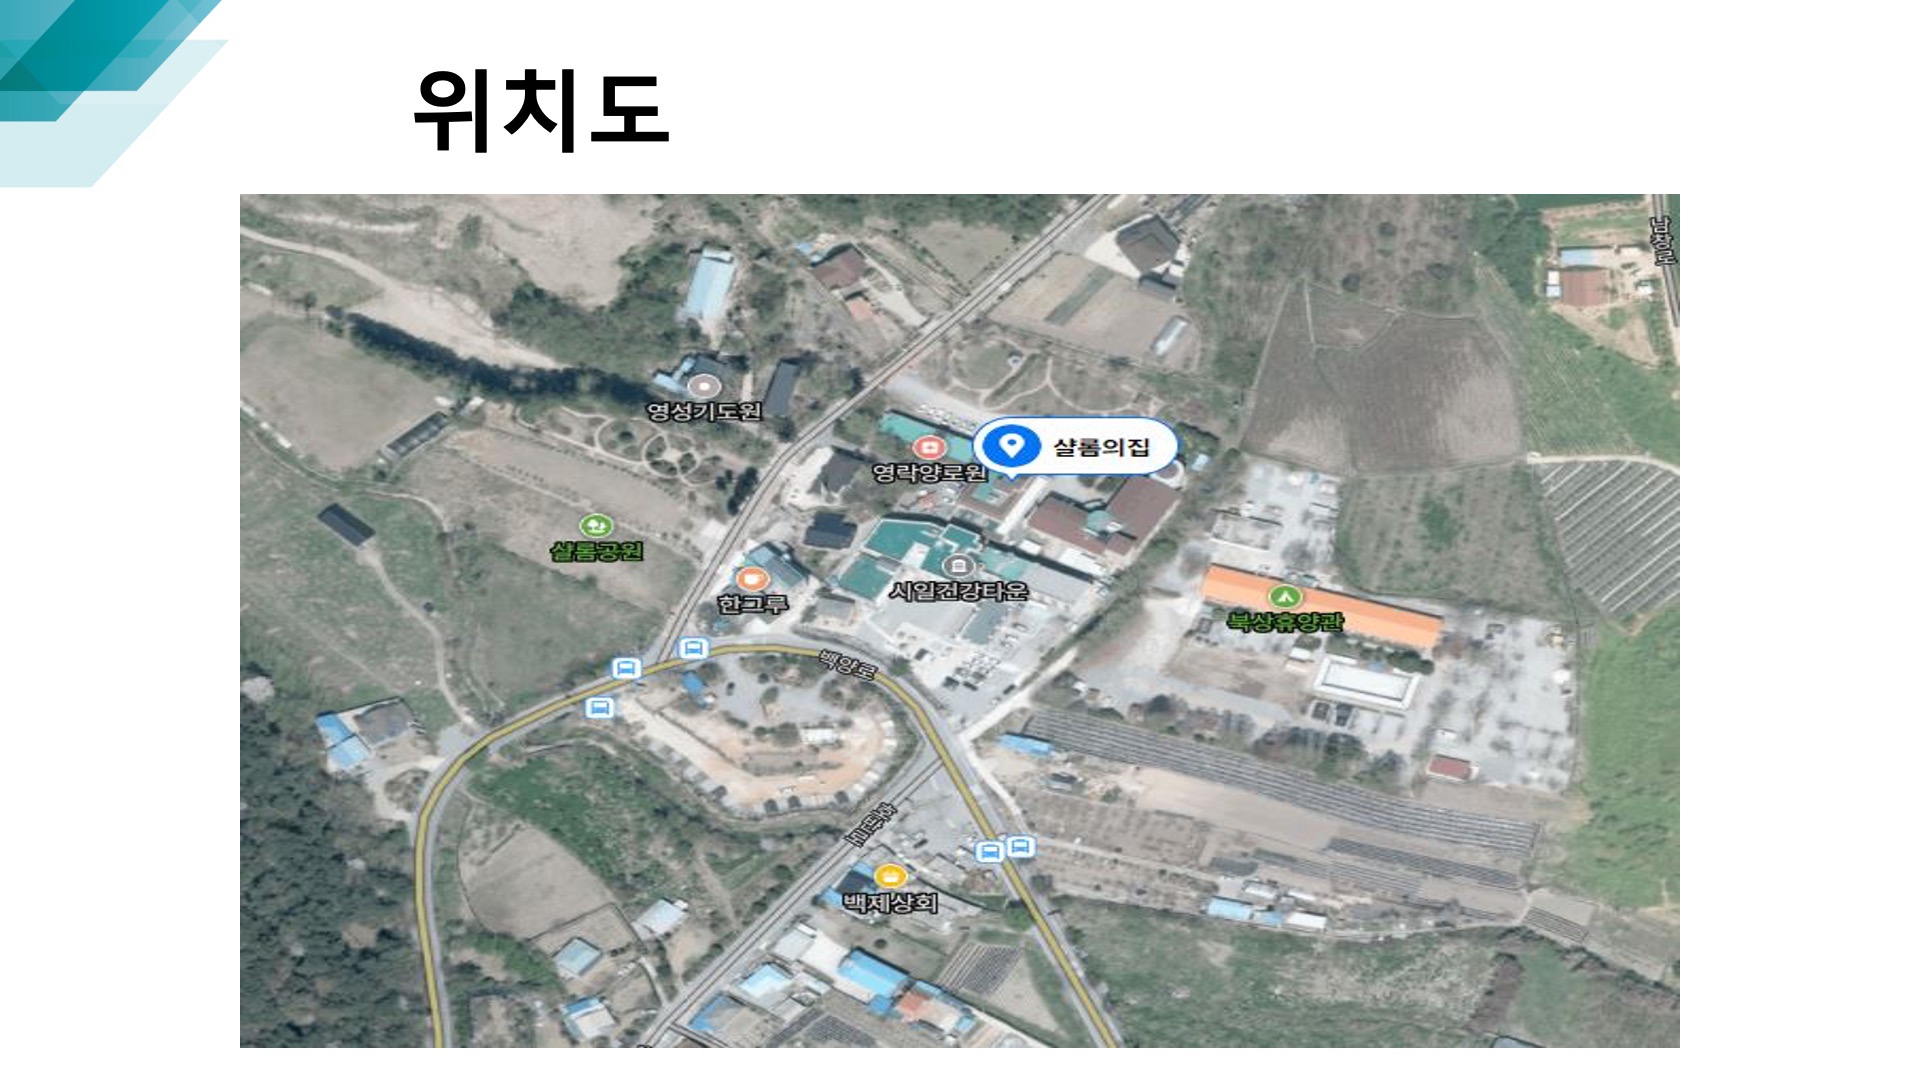 위치도
남창로
영성기도원
샬롬의집
영락양로원
샬롬공원
시일건강타운
한그루
북상휴양관
백양로
백제상회